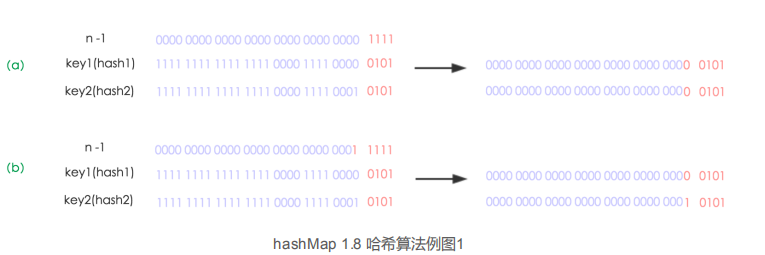 n -1 0000 0000 0000 0000 0000 0000 0000 1111
(a) key1(hash1) 1111 1111 1111 1111 0000 1111 0000 0101 0000 0000 0000 0000 0000 0000 0000 0101
key2(hash2) 1111 1111 1111 1111 0000 1111 0001 0101 0000 0000 0000 0000 0000 0000 0000 0101
n -1 0000 0000 0000 0000 0000 0000 0001 1111
(b) key1(hash1) 1111 1111 1111 1111 0000 1111 0000 0101 0000 0000 0000 0000 0000 0000 0000 0101
key2(hash2) 1111 1111 1111 1111 0000 1111 0001 0101 0000 0000 0000 0000 0000 0000 0001 0101
hashMap 1.8 哈希算法例图1